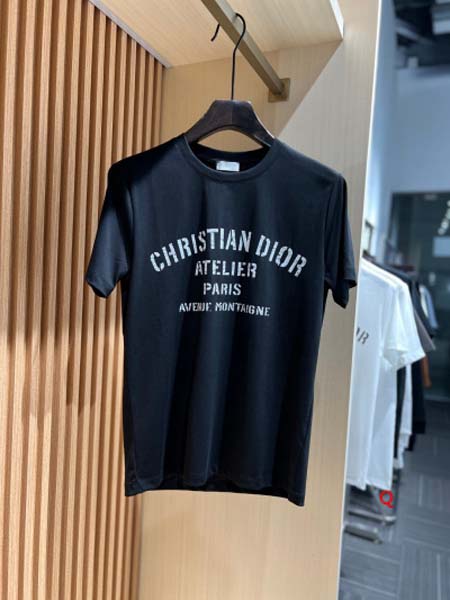 CHRISTIAN DIOR
ATELIER
PARIS
AVENUE MONTAIGNE
Q